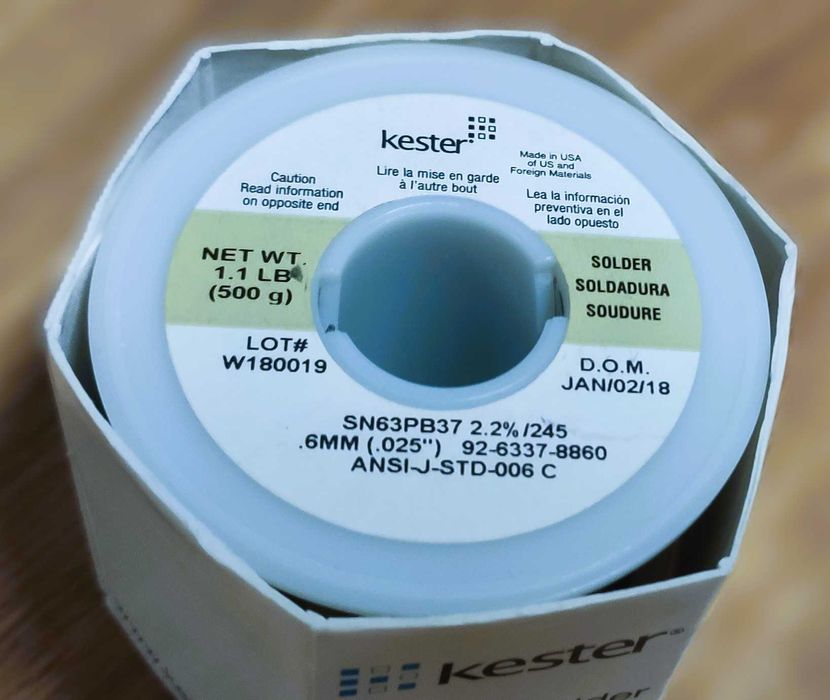 kester
Made in USA
of US and
Foreign Materials
Caution
Read information
on opposite end
Lire la mise en garde
à l'autre bout
Lea la información
preventiva en el
lado opuesto
NET WT.
1.1 LB
(500 g)
SOLDER
SOLDADURA
SOUDURE
LOT#
W180019
D.O.M.
JAN/02/18
SN63PB37 2.2%/245
.6MM (.025") 92-6337-8860
ANSI-J-STD-006 C
kester®